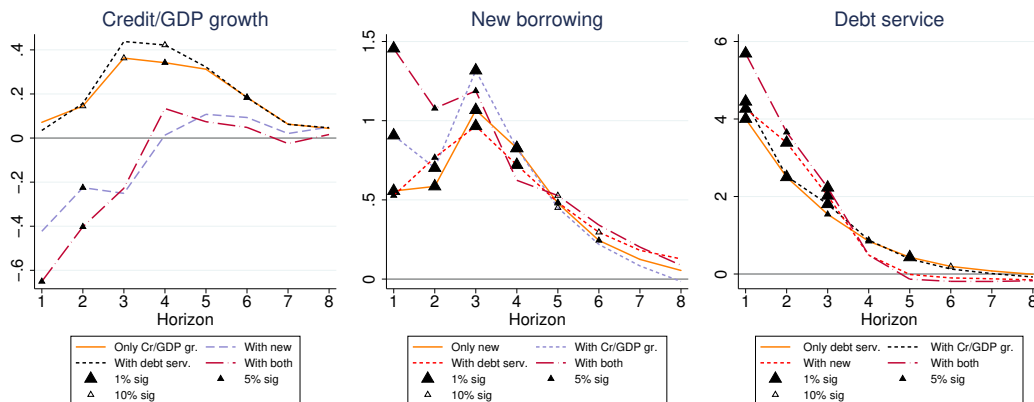 Credit/GDP growth
.4
.2
0
-.2
-.4
-.6
1 2 3 4 5 6 7 8
Horizon
Only Cr/GDP gr. With new
With debt serv. With both
1% sig 5% sig
10% sig
New borrowing
1.5
1
.5
0
1 2 3 4 5 6 7 8
Horizon
Only new With Cr/GDP gr.
With debt serv. With both
1% sig 5% sig
10% sig
Debt service
6
4
2
0
1 2 3 4 5 6 7 8
Horizon
Only debt serv. With Cr/GDP gr.
With new With both
1% sig 5% sig
10% sig